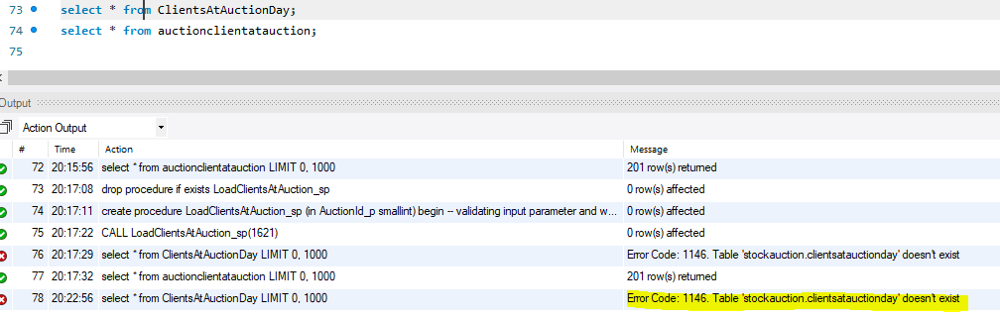 73 select * from ClientsAtAuctionDay;
74 select * from auctionclientatauction;
75
Output
Action Output
# Time Action Message
72 20:15:56 select * from auctionclientatauction LIMIT 0, 1000 201 row(s) returned
73 20:17:08 drop procedure if exists LoadClientsAtAuction_sp 0 row(s) affected
74 20:17:11 create procedure LoadClientsAtAuction_sp (in AuctionId_p smallint) begin -- validating input parameter and w... 0 row(s) affected
75 20:17:22 CALL LoadClientsAtAuction_sp(1621) 0 row(s) affected
76 20:17:29 select * from ClientsAtAuctionDay LIMIT 0, 1000 Error Code: 1146. Table 'stockauction.clientsatauctionday' doesn't exist
77 20:17:32 select * from auctionclientatauction LIMIT 0, 1000 201 row(s) returned
78 20:22:56 select * from ClientsAtAuctionDay LIMIT 0, 1000 Error Code: 1146. Table 'stockauction.clientsatauctionday' doesn't exist